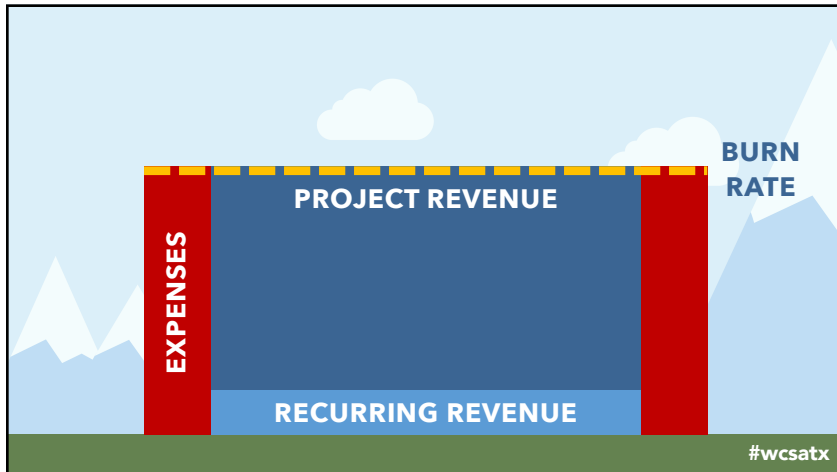 BURN
RATE
PROJECT REVENUE
EXPENSES
RECURRING REVENUE
#wcsatx